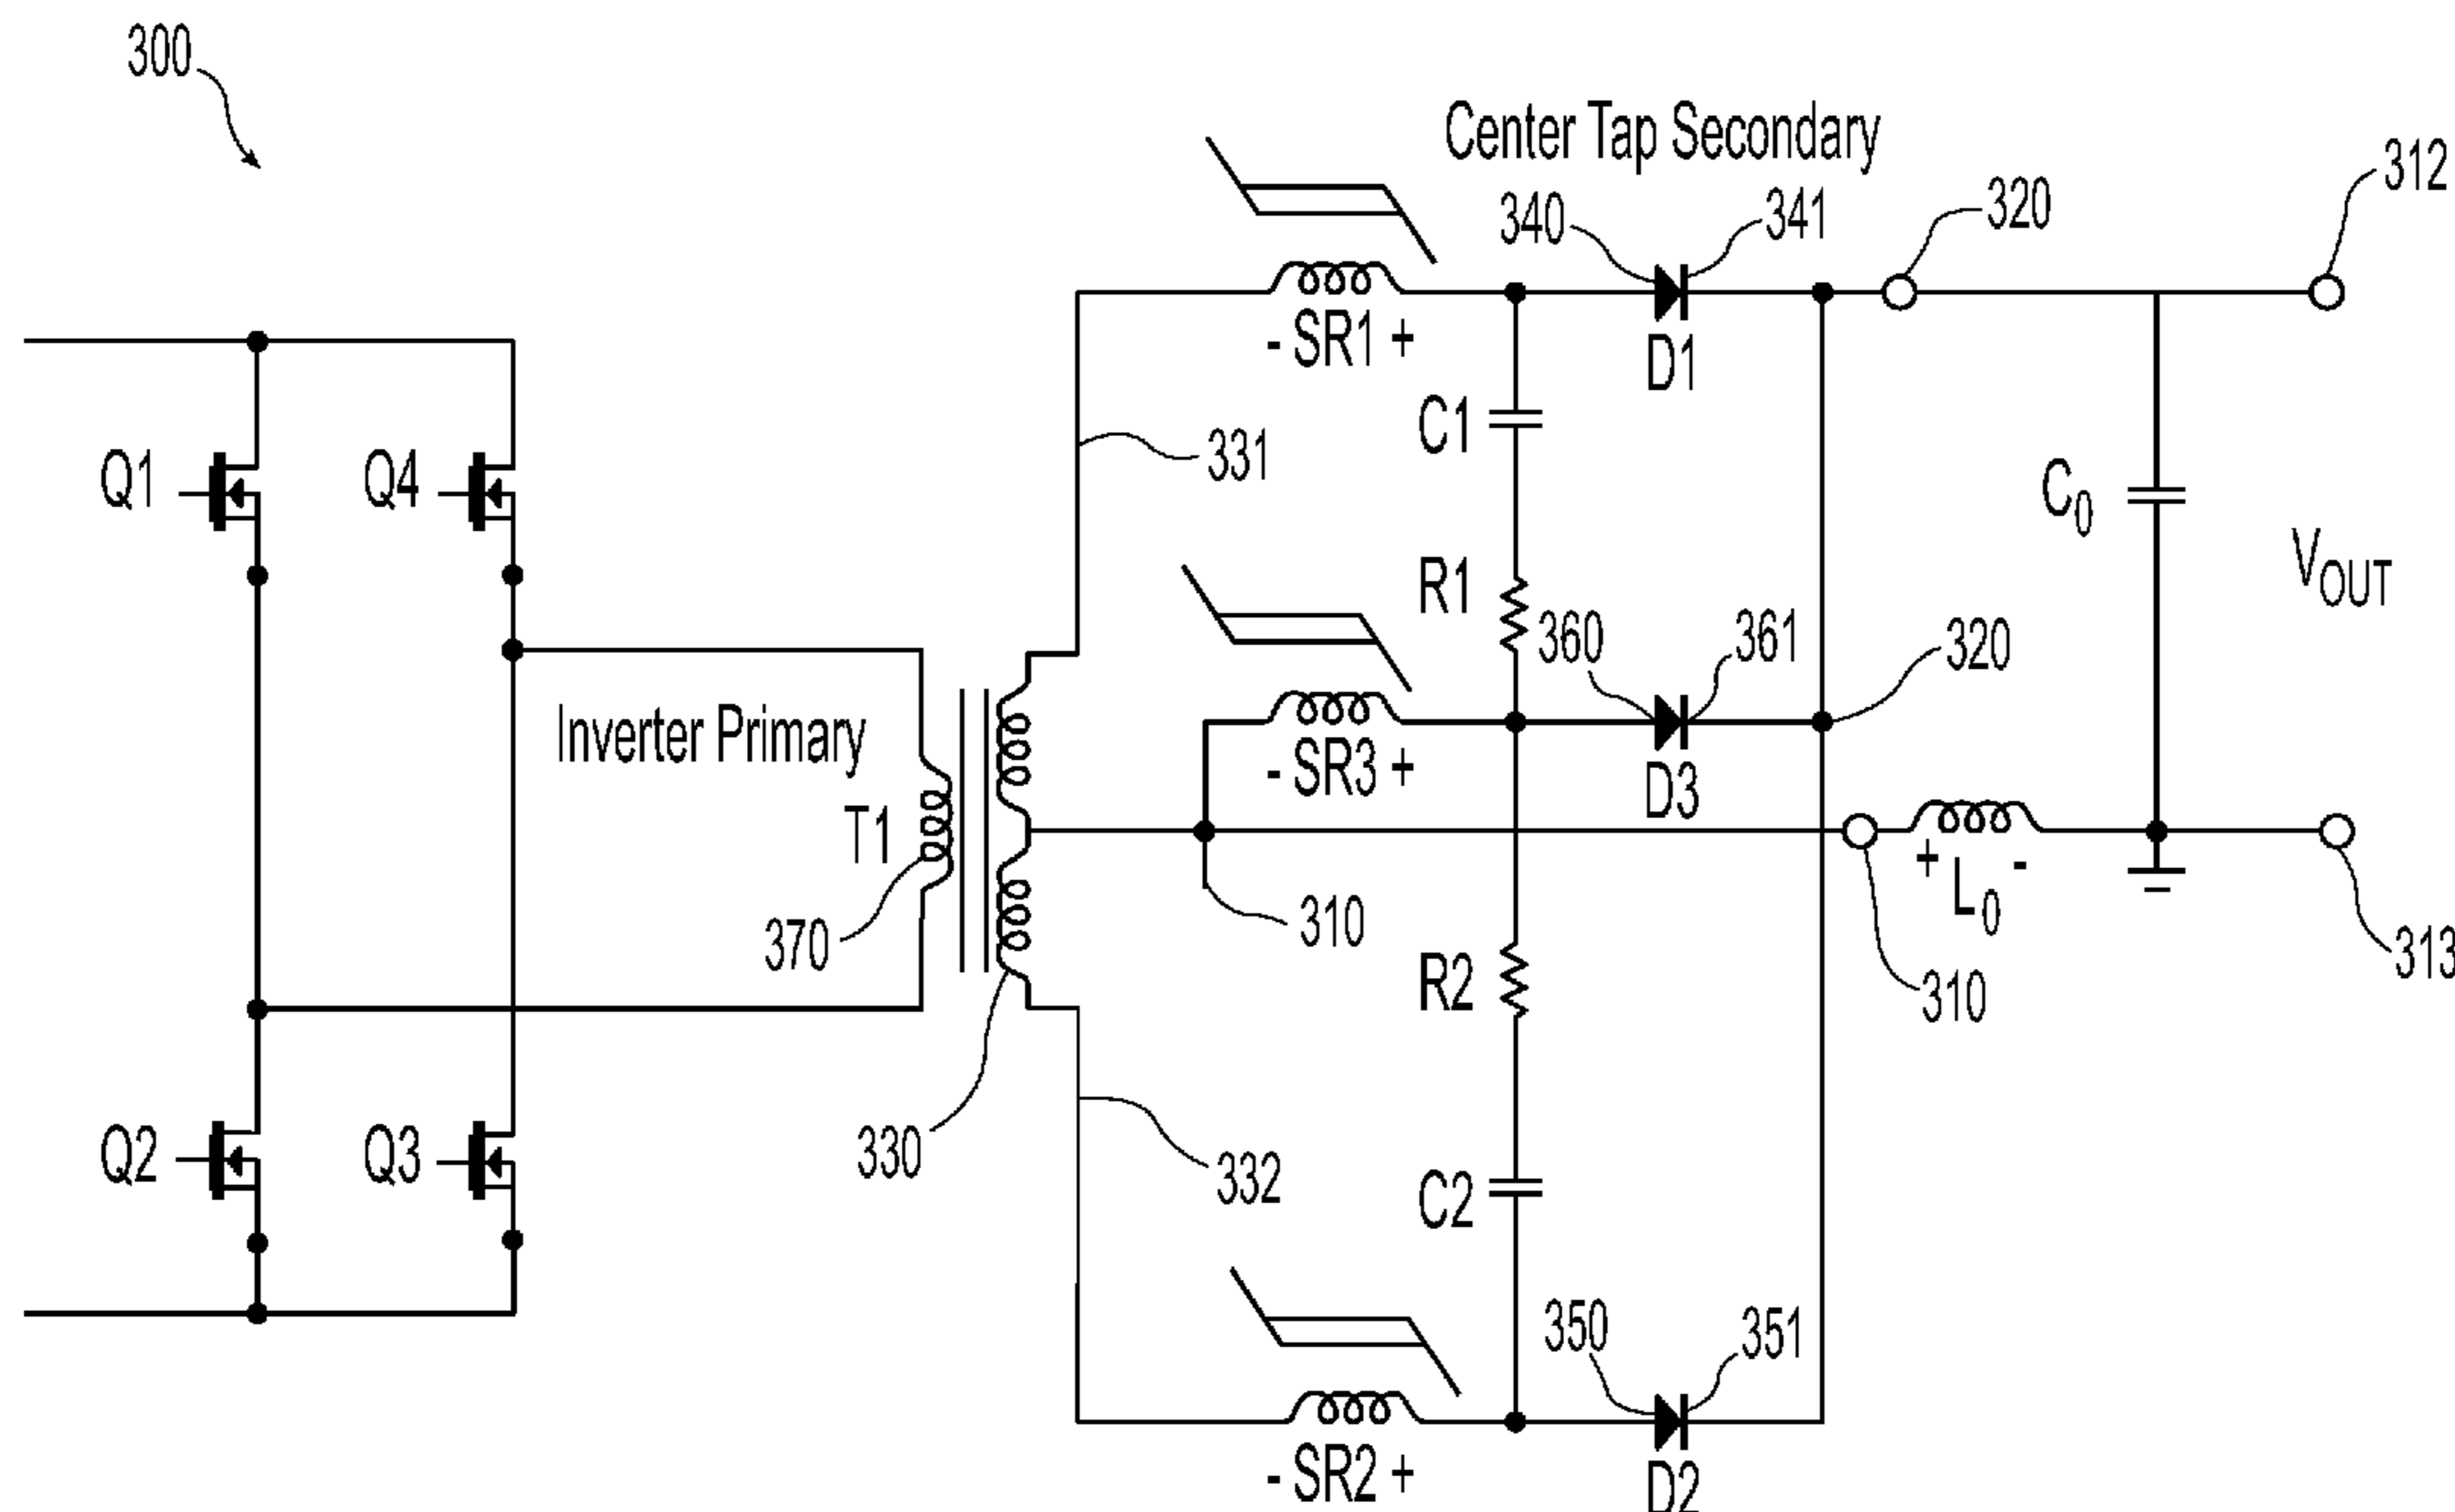 300
Center Tap Secondary
312
340
341
320
- SR1 +
D1
C1
Q1
Q4
331
C0
VOUT
R1
360
361
320
Inverter Primary
- SR3 +
D3
T1
+ L0 -
370
310
310
313
R2
330
Q2
Q3
332
C2
350
351
- SR2 +
D2